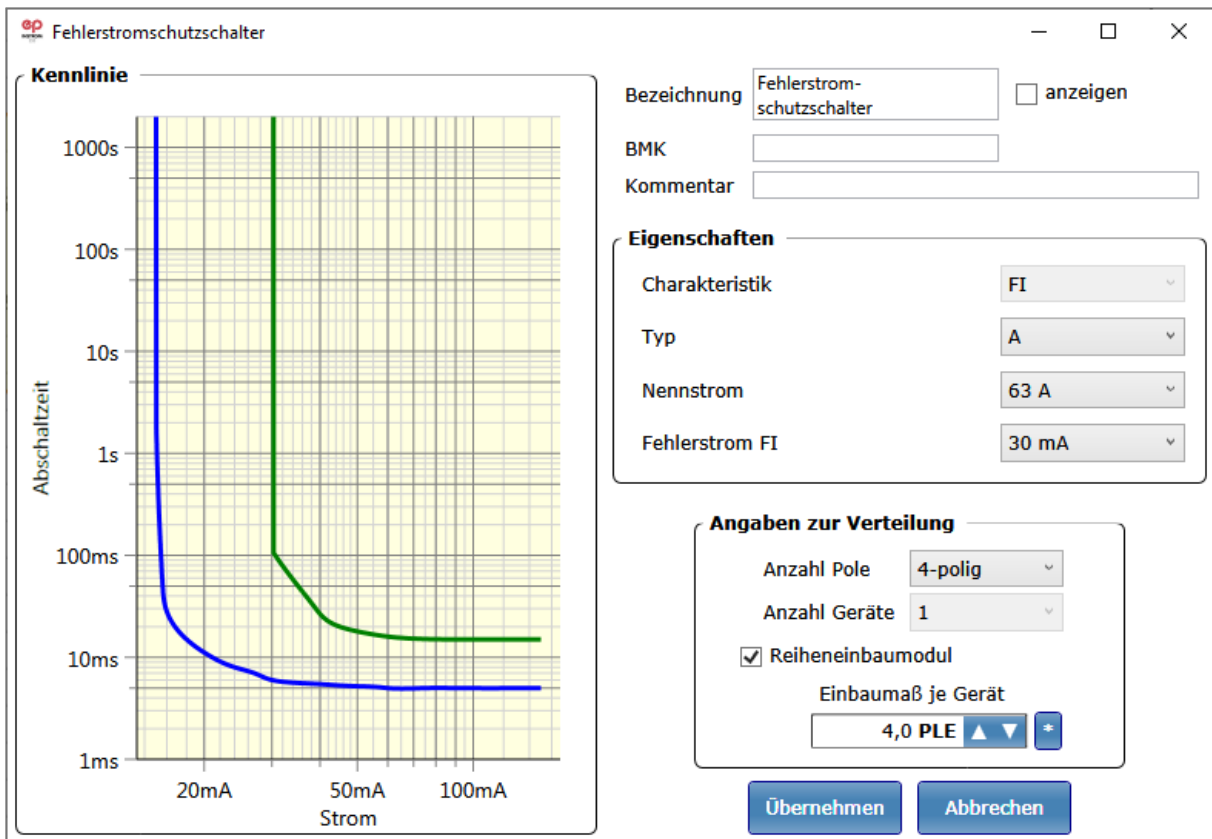 ep
Fehlerstromschutzschalter
Kennlinie
1000s
100s
10s
1s
100ms
10ms
1ms
Abschaltzeit
20mA 50mA 100mA
Strom
Bezeichnung Fehlerstrom-
schutzschalter
anzeigen
BMK
Kommentar
Eigenschaften
Charakteristik FI
Typ A
Nennstrom 63 A
Fehlerstrom FI 30 mA
Angaben zur Verteilung
Anzahl Pole 4-polig
Anzahl Geräte 1
Reiheneinbaumodul
Einbaumaß je Gerät
4,0 PLE ▲ ▼ *
Übernehmen Abbrechen